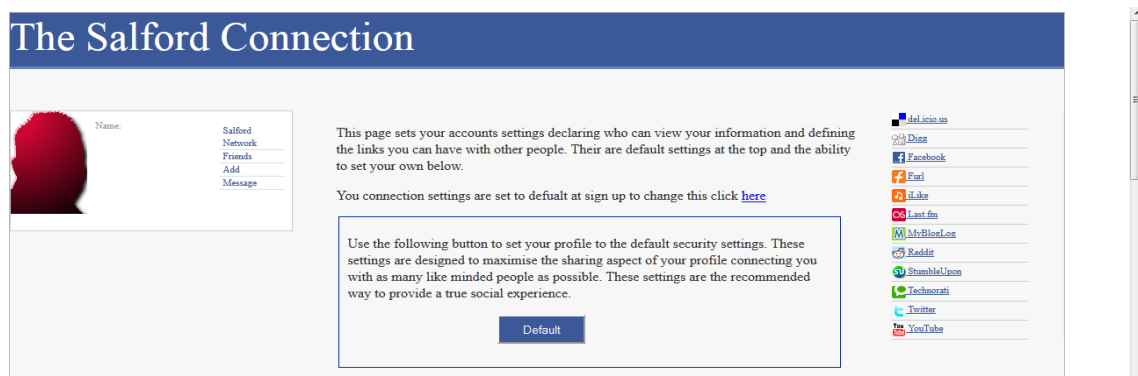 The Salford Connection
Name:
Salford
Network
Friends
Add
Message
This page sets your accounts settings declaring who can view your information and defining
the links you can have with other people. Their are default settings at the top and the ability
to set your own below.
You connection settings are set to defualt at sign up to change this click here
Use the following button to set your profile to the default security settings. These
settings are designed to maximise the sharing aspect of your profile connecting you
with as many like minded people as possible. These settings are the recommended
way to provide a true social experience.
Default
del.icio.us
Digg
Facebook
Furl
iLike
Last.fm
MyBlogLog
Reddit
StumbleUpon
Technorati
Twitter
YouTube